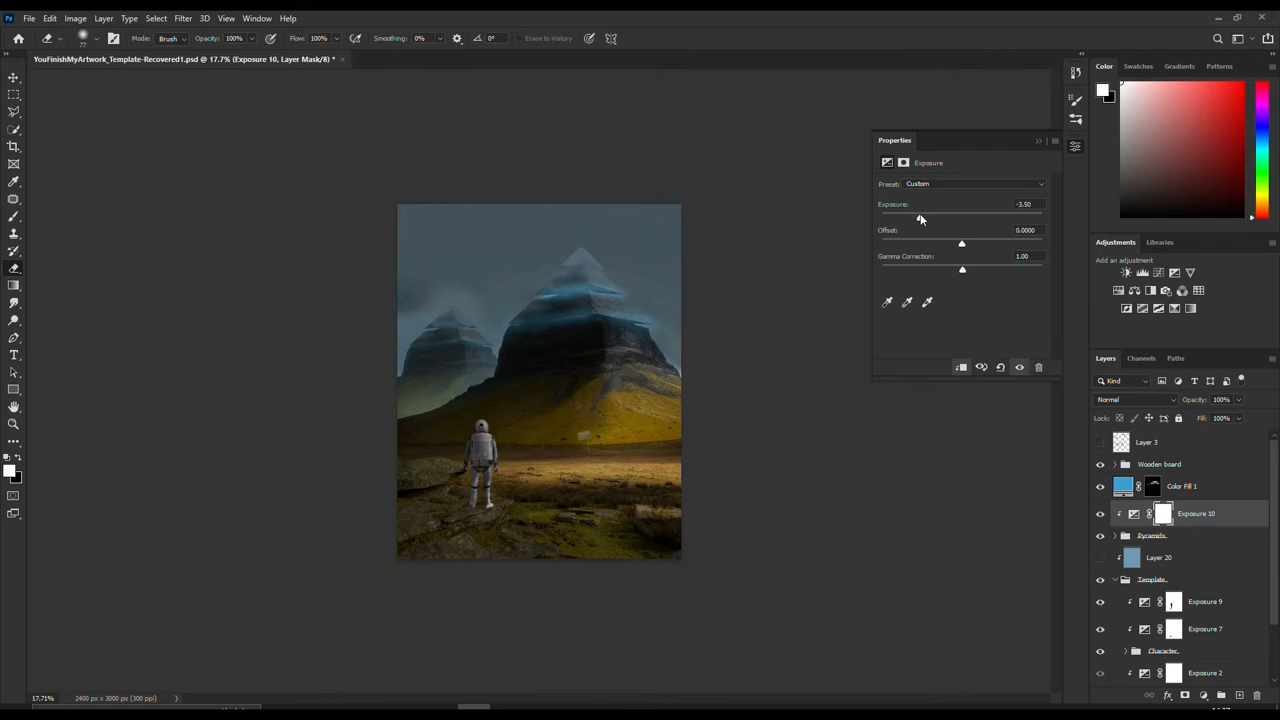 Ps File Edit Image Layer Type Select Filter 3D View Window Help
77 Mode: Brush Opacity: 100% Flow: 100% Smoothing: 0% 0° Erase to History
YouFinishMyArtwork_Template-Recovered1.psd @ 17.7% (Exposure 10, Layer Mask/8) *
Color Swatches Gradients Patterns
Properties
Exposure
Preset: Custom
Exposure: -3.50
Offset: 0.0000
Gamma Correction: 1.00
Adjustments Libraries
Add an adjustment
Layers Channels Paths
Kind
Normal Opacity: 100%
Lock: Fill: 100%
Layer 3
Wooden board
Color Fill 1
Exposure 10
Pyramids
Layer 20
Template
Exposure 9
Exposure 7
Character
Exposure 2
17.71% 2400 px x 3000 px (300 ppi)